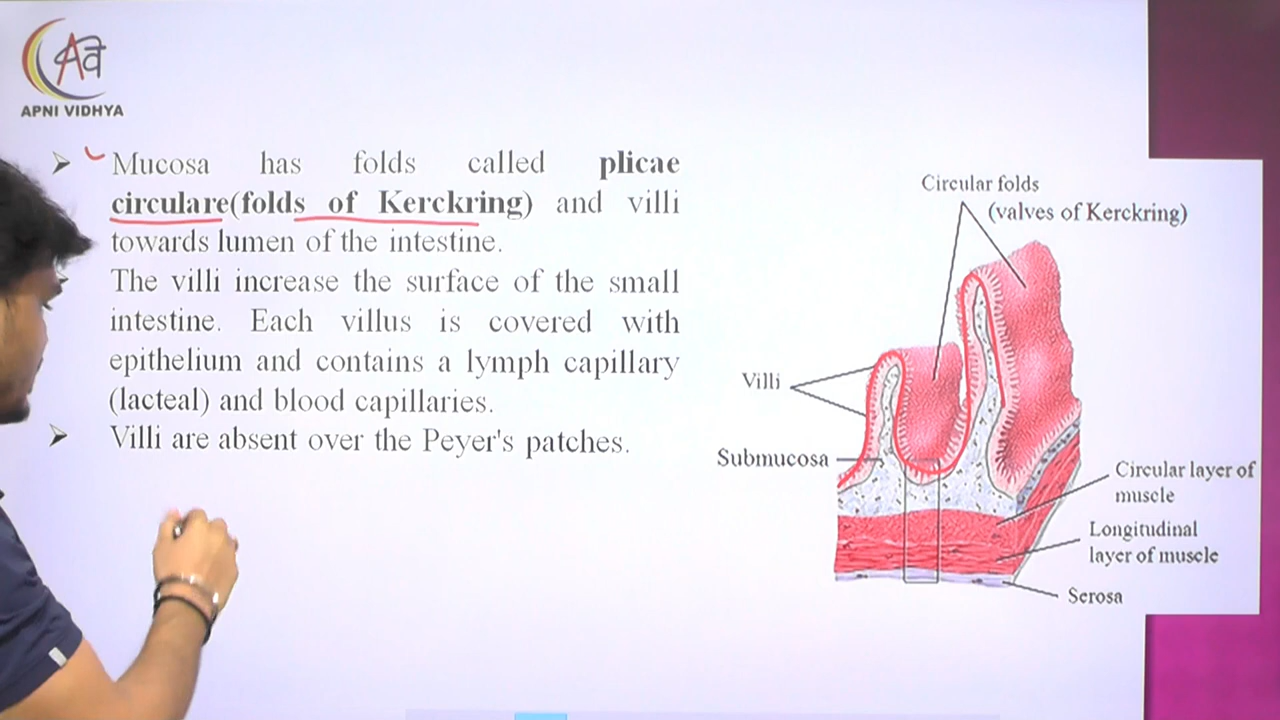 Aवि
APNI VIDHYA
➢ Mucosa has folds called plicae
circulare(folds of Kerckring) and villi
towards lumen of the intestine.
The villi increase the surface of the small
intestine. Each villus is covered with
epithelium and contains a lymph capillary
(lacteal) and blood capillaries.
➢ Villi are absent over the Peyer's patches.
Circular folds
(valves of Kerckring)
Villi
Submucosa
Circular layer of
muscle
Longitudinal
layer of muscle
Serosa